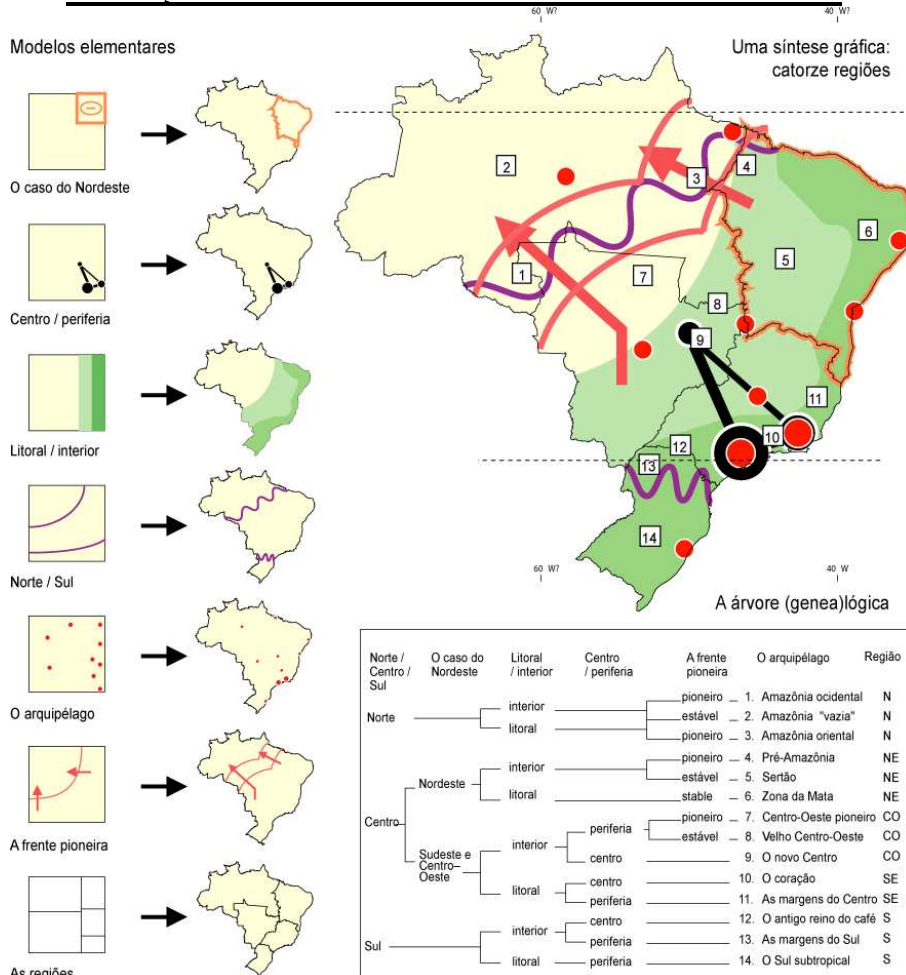 60 W?
40 W?
Modelos elementares
O caso do Nordeste
Centro / periferia
Litoral / interior
Norte / Sul
O arquipélago
A frente pioneira
As regiões
Uma síntese gráfica:
catorze regiões
2
3
4
6
5
1
7
8
9
11
10
12
13
14
60 W?
40 W
A árvore (genea)lógica
Norte / Centro / Sul
O caso do Nordeste
Litoral / interior
Centro / periferia
A frente pioneira
O arquipélago
Região
Norte
interior
litoral
pioneiro 1. Amazônia ocidental N
estável 2. Amazônia "vazia" N
pioneiro 3. Amazônia oriental N
Centro
Nordeste
interior
litoral
pioneiro 4. Pré-Amazônia NE
estável 5. Sertão NE
stable 6. Zona da Mata NE
Sudeste e
Centro–
Oeste
interior
periferia
pioneiro 7. Centro-Oeste pioneiro CO
estável 8. Velho Centro-Oeste CO
centro 9. O novo Centro CO
litoral
centro 10. O coração SE
periferia 11. As margens do Centro SE
Sul
interior
centro 12. O antigo reino do café S
periferia 13. As margens do Sul S
litoral periferia 14. O Sul subtropical S